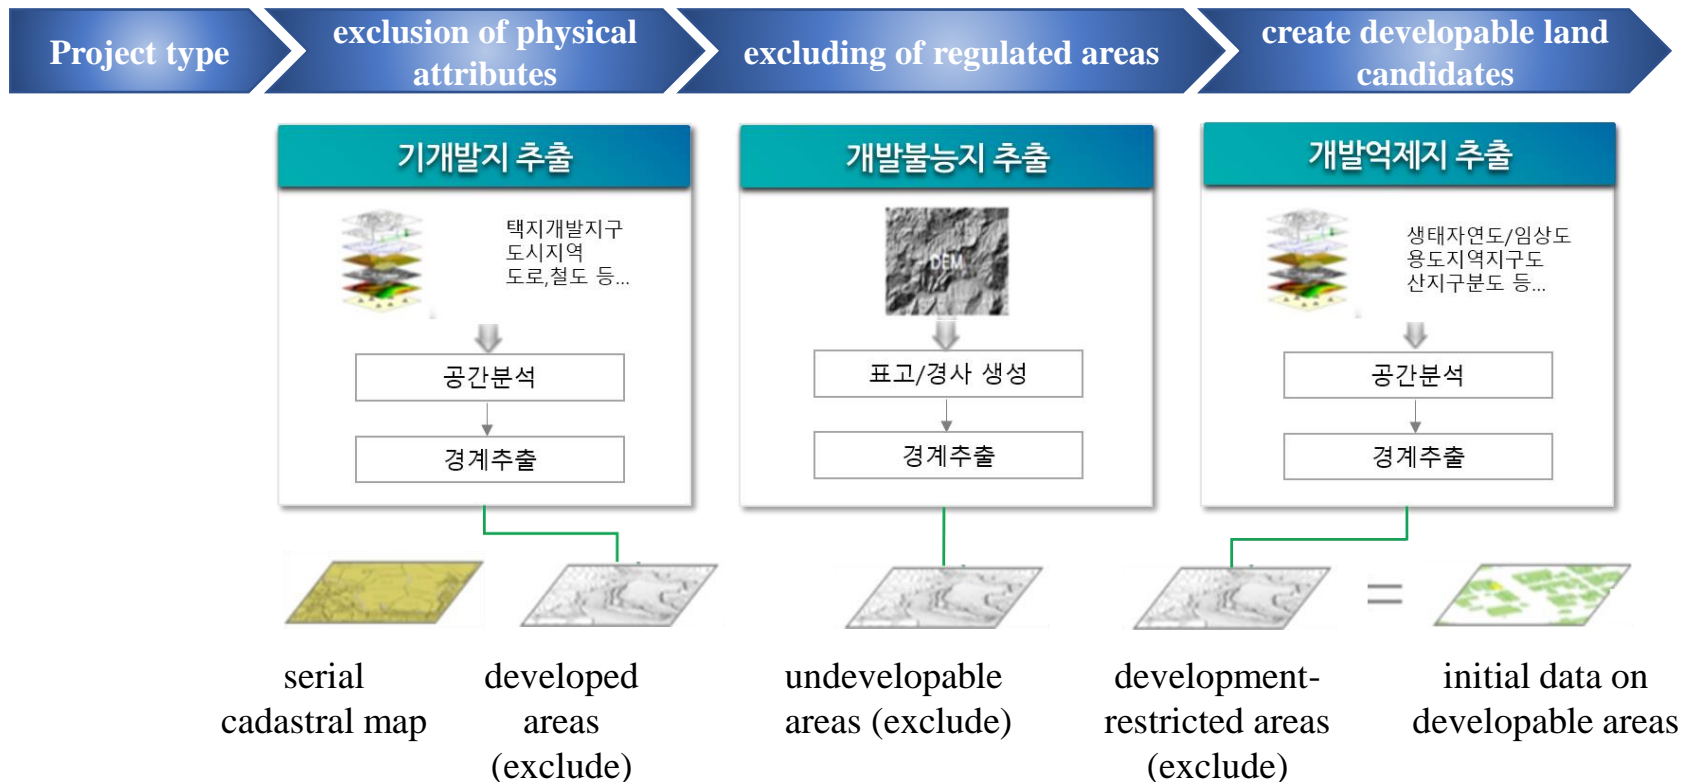 Project type
exclusion of physical
attributes
excluding of regulated areas
create developable land
candidates
기개발지 추출
택지개발지구
도시지역
도로,철도 등...
공간분석
경계추출
개발불능지 추출
DEM
표고/경사 생성
경계추출
개발억제지 추출
생태자연도/임상도
용도지역지구도
산지구분도 등...
공간분석
경계추출
=
serial
cadastral map
developed
areas
(exclude)
undevelopable
areas (exclude)
development-
restricted areas
(exclude)
initial data on
developable areas